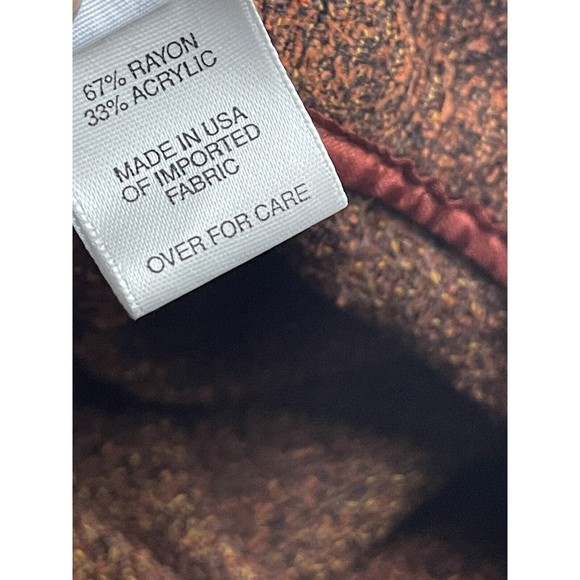 67% RAYON
33% ACRYLIC
MADE IN USA
OF IMPORTED
FABRIC
OVER FOR CARE